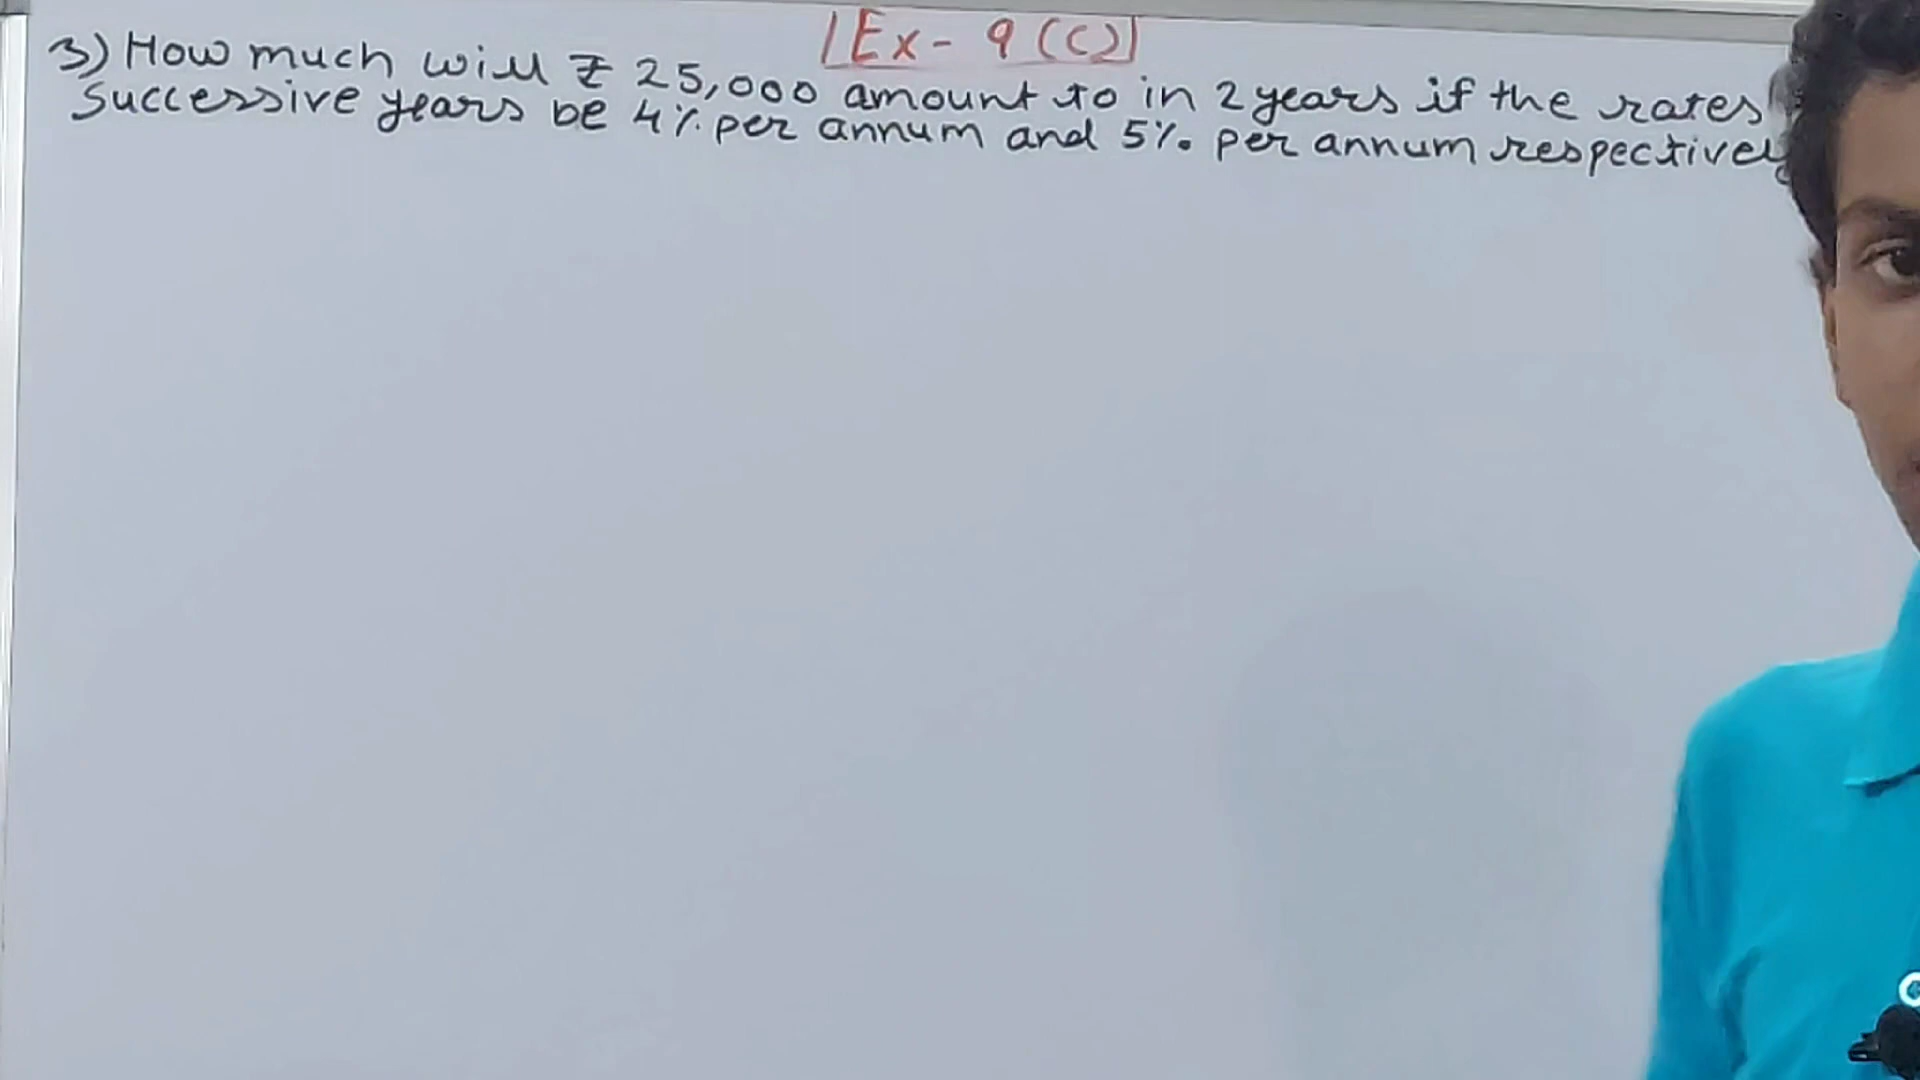 Ex - 9 (C)
3) How much will ₹ 25,000 amount to in 2 years if the rates
successive years be 4% per annum and 5% per annum respectively